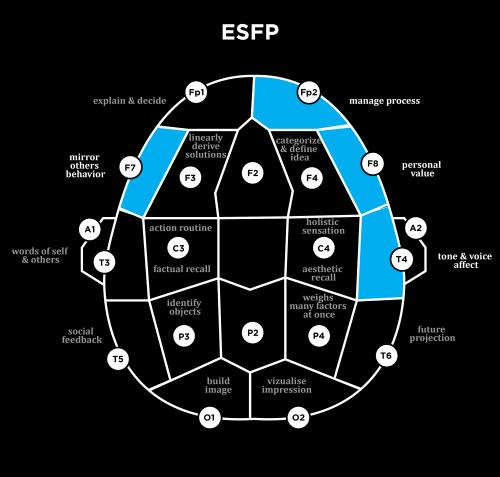 ESFP
Fp1
Fp2
explain & decide
manage process
linearly
derive
solutions
categorize
& define
idea
mirror
others
behavior
F7
F3
F2
F4
F8
personal
value
A1
A2
action routine
holistic
sensation
words of self
& others
T3
C3
C4
T4
tone & voice
affect
factual recall
aesthetic
recall
identify
objects
weighs
many factors
at once
social
feedback
P3
P2
P4
future
projection
T5
T6
build
image
vizualise
impression
O1
O2